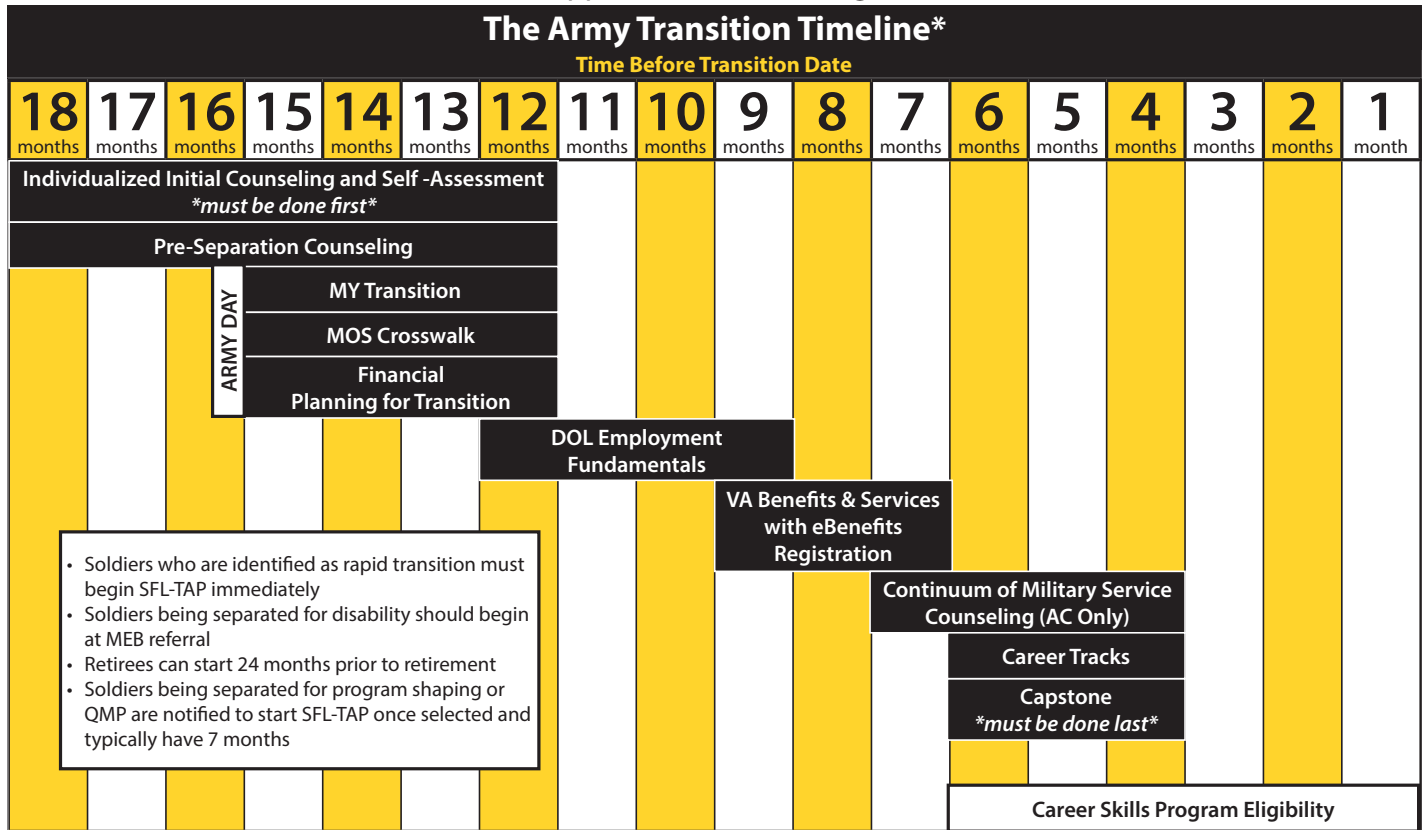 The Army Transition Timeline*
Time Before Transition Date
18 17 16 15 14 13 12 11 10 9 8 7 6 5 4 3 2 1
months months months months months months months months months months months months months months months months months month
Individualized Initial Counseling and Self -Assessment
*must be done first*
Pre-Separation Counseling
ARMY DAY
MY Transition
MOS Crosswalk
Financial
Planning for Transition
DOL Employment
Fundamentals
VA Benefits & Services
with eBenefits
Registration
Continuum of Military Service
Counseling (AC Only)
Career Tracks
Capstone
*must be done last*
• Soldiers who are identified as rapid transition must
begin SFL-TAP immediately
• Soldiers being separated for disability should begin
at MEB referral
• Retirees can start 24 months prior to retirement
• Soldiers being separated for program shaping or
QMP are notified to start SFL-TAP once selected and
typically have 7 months
Career Skills Program Eligibility